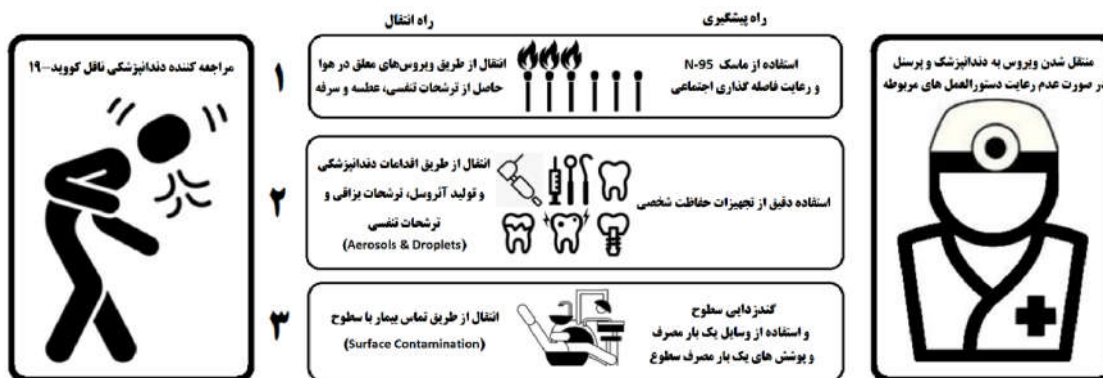 راه پیشگیری
راه انتقال
منتقل شدن ویروس به دندانپزشک و پرسنل
در صورت عدم رعایت دستورالعمل های مربوطه
مراجعه کننده دندانپزشکی ناقل کووید-۱۹
۱
استفاده از ماسک N-95
و رعایت فاصله گذاری اجتماعی
انتقال از طریق ویروس‌های معلق در هوا
حاصل از ترشحات تنفسی، عطسه و سرفه
۲
استفاده دقیق از تجهیزات حفاظت شخصی
انتقال از طریق اقدامات دندانپزشکی
و تولید آئروسل، ترشحات بزاقی و
ترشحات تنفسی
(Aerosols & Droplets)
۳
گندزدایی سطوح
و استفاده از وسایل یک بار مصرف
و پوشش های یک بار مصرف سطوع
انتقال از طریق تماس بیمار با سطوح
(Surface Contamination)